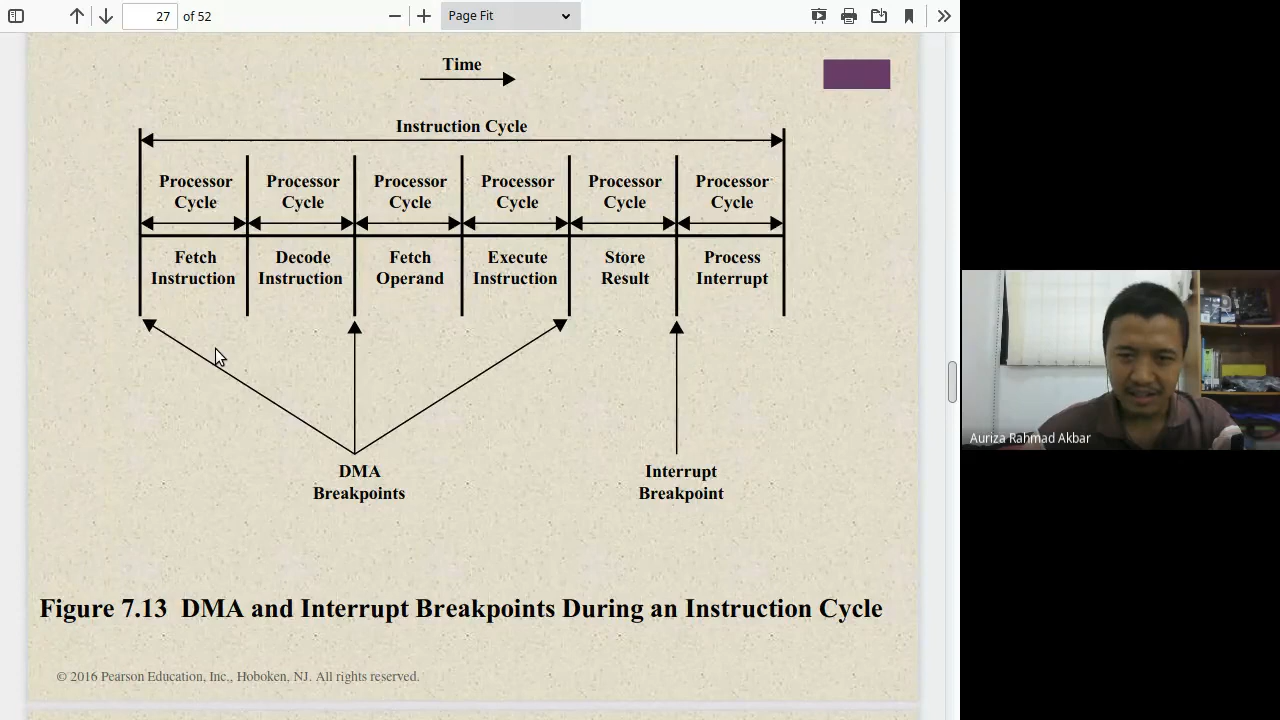 27 of 52
Page Fit
Time
Instruction Cycle
Processor Processor Processor Processor Processor Processor
Cycle Cycle Cycle Cycle Cycle Cycle
Fetch Decode Fetch Execute Store Process
Instruction Instruction Operand Instruction Result Interrupt
DMA Interrupt
Breakpoints Breakpoint
Figure 7.13 DMA and Interrupt Breakpoints During an Instruction Cycle
© 2016 Pearson Education, Inc., Hoboken, NJ. All rights reserved.
Auriza Rahmad Akbar